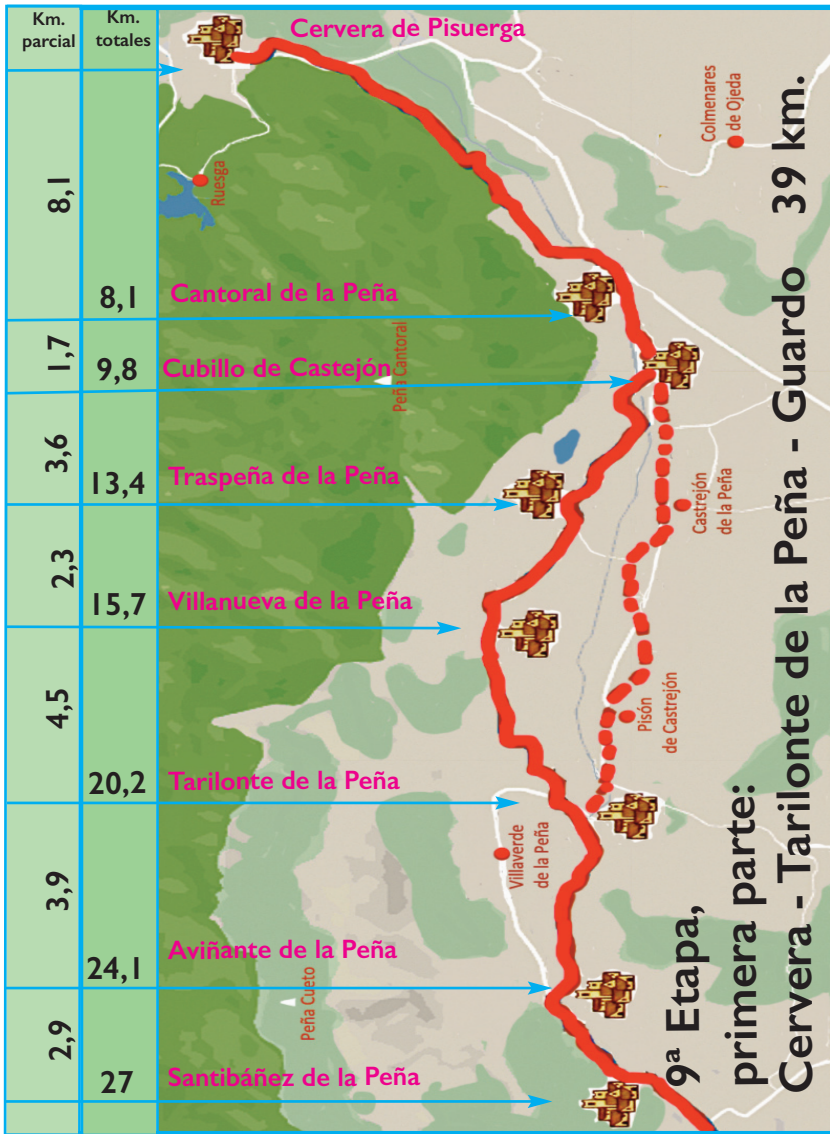 Km.
parcial
Km.
totales
Cervera de Pisuerga
8,1
8,1
Cantoral de la Peña
1,7
9,8
Cubillo de Castejón
3,6
13,4
Traspeña de la Peña
2,3
15,7
Villanueva de la Peña
4,5
20,2
Tarilonte de la Peña
3,9
24,1
Aviñante de la Peña
2,9
27
Santibáñez de la Peña
Ruesga
Colmenares
de Ojeda
Peña Cantoral
Castrejón
de la Peña
Pisón
de Castrejón
Villaverde
de la Peña
Peña Cueto
9ª Etapa,
primera parte:
Cervera - Tarilonte de la Peña - Guardo 39 km.